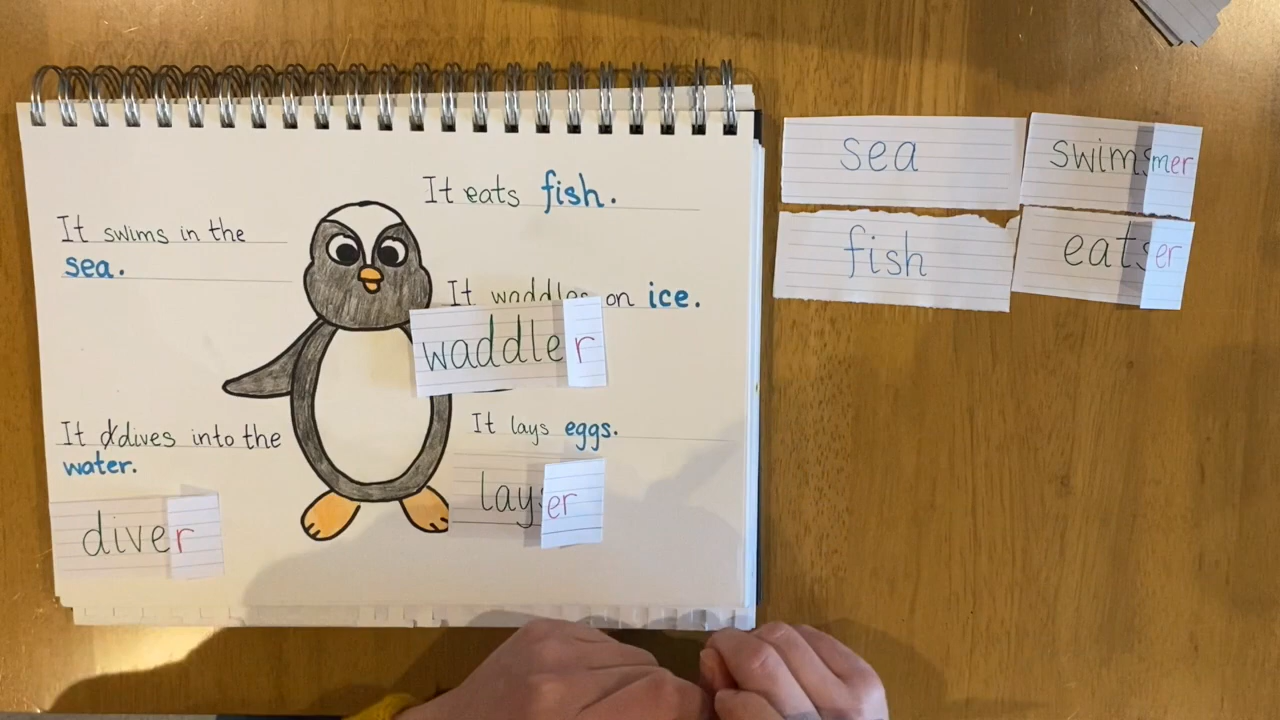 It eats fish.
It swims in the
sea.
It waddles on ice.
waddler
It ddives into the
water.
It lays eggs.
diver
layser
sea
swimsmer
fish
eatser